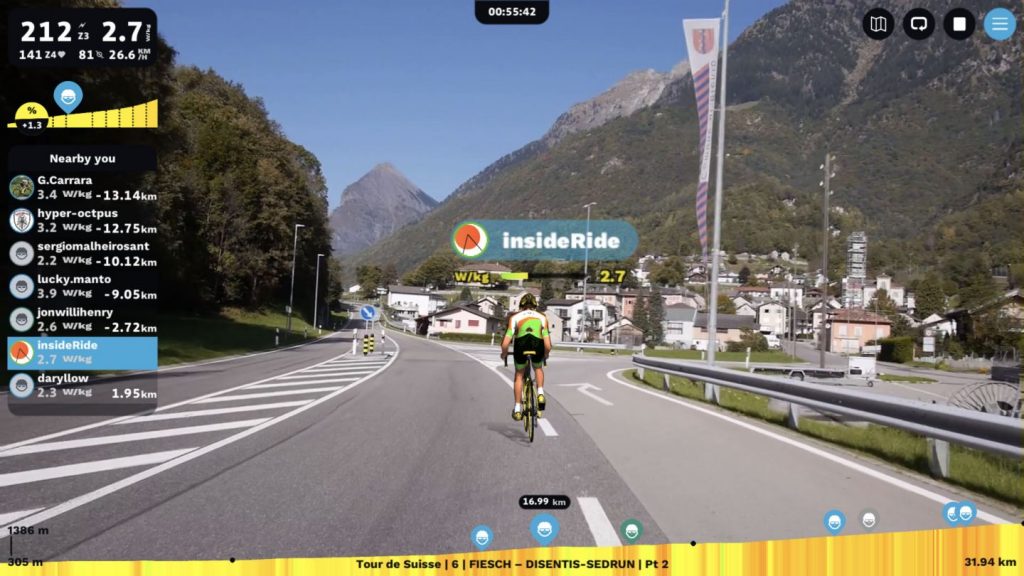 212 Z3 2.7 W/KG
141 Z4 81 26.6 KM/H
00:55:42
%
+1.3
Nearby you
G.Carrara
3.4 W/kg -13.14km
hyper-octpus
3.2 W/kg -12.75km
sergiomalheirosant
2.2 W/kg -10.12km
lucky.manto
3.9 W/kg -9.05km
jonwillihenry
2.6 W/kg -2.72km
insideRide
2.7 W/kg
daryllow
2.3 W/kg 1.95km
insideRide
W/kg 2.7
16.99 km
1386 m
305 m
Tour de Suisse | 6 | FIESCH – DISENTIS-SEDRUN | Pt 2
31.94 km